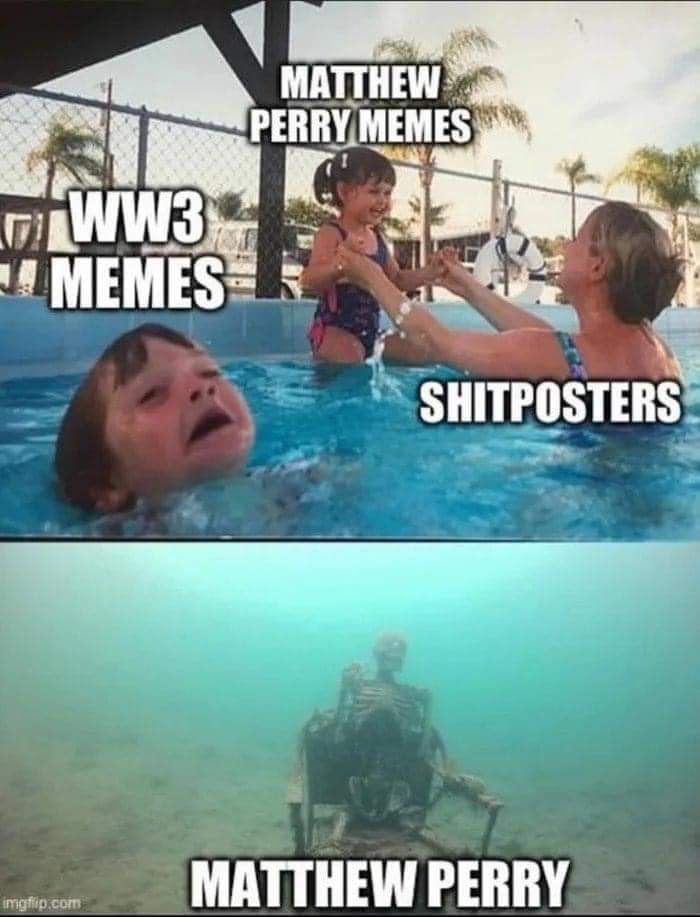 MATTHEW
PERRY MEMES
WW3
MEMES
SHITPOSTERS
MATTHEW PERRY
imgflip.com